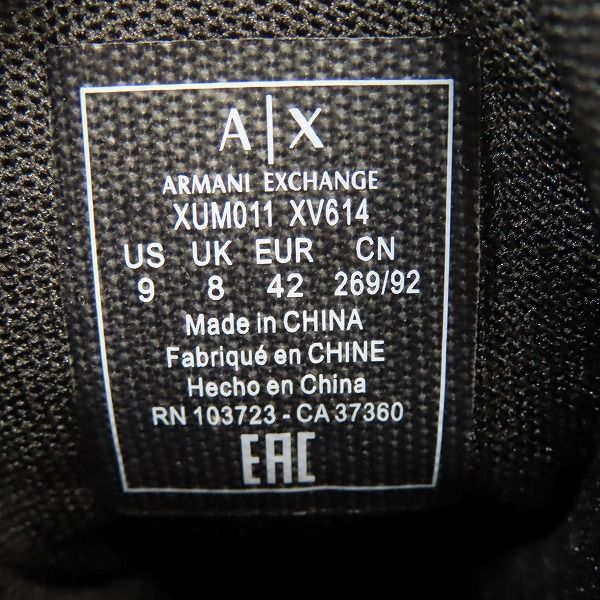 A|X
ARMANI EXCHANGE
XUM011 XV614
US UK EUR CN
9 8 42 269/92
Made in CHINA
Fabriqué en CHINE
Hecho en China
RN 103723 - CA 37360
EAC